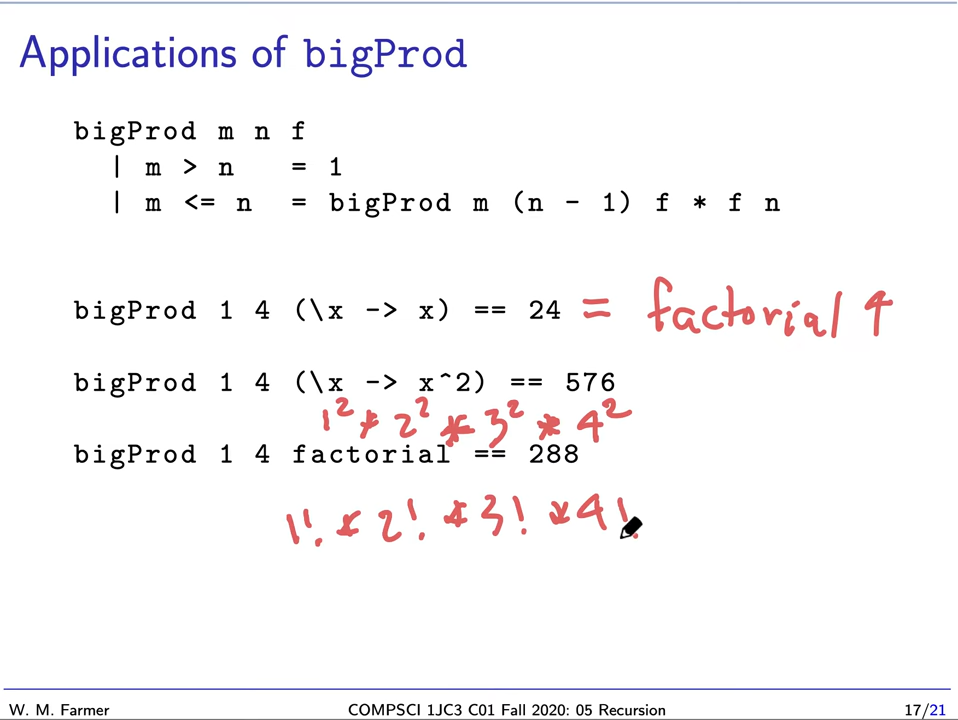 Applications of bigProd
bigProd m n f
| m > n = 1
| m <= n = bigProd m (n - 1) f * f n
bigProd 1 4 (\x -> x) == 24 = factorial 4
bigProd 1 4 (\x -> x^2) == 576
1² * 2² * 3² * 4²
bigProd 1 4 factorial == 288
1! * 2! * 3! * 4!
W. M. Farmer COMPSCI 1JC3 C01 Fall 2020: 05 Recursion 17/21